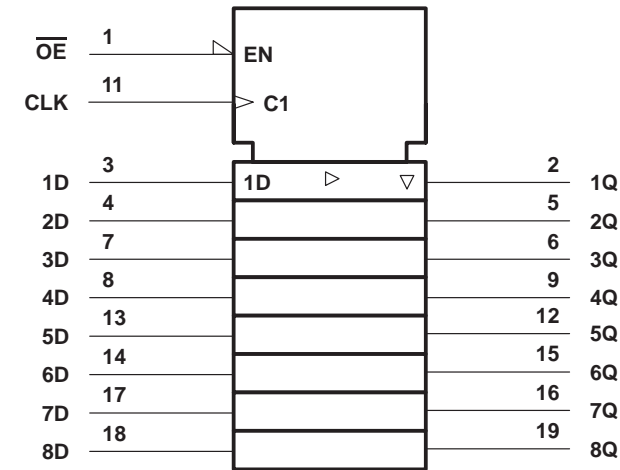 OE 1 EN
CLK 11 C1
1D 3 1D 2 1Q
2D 4 5 2Q
3D 7 6 3Q
4D 8 9 4Q
5D 13 12 5Q
6D 14 15 6Q
7D 17 16 7Q
8D 18 19 8Q